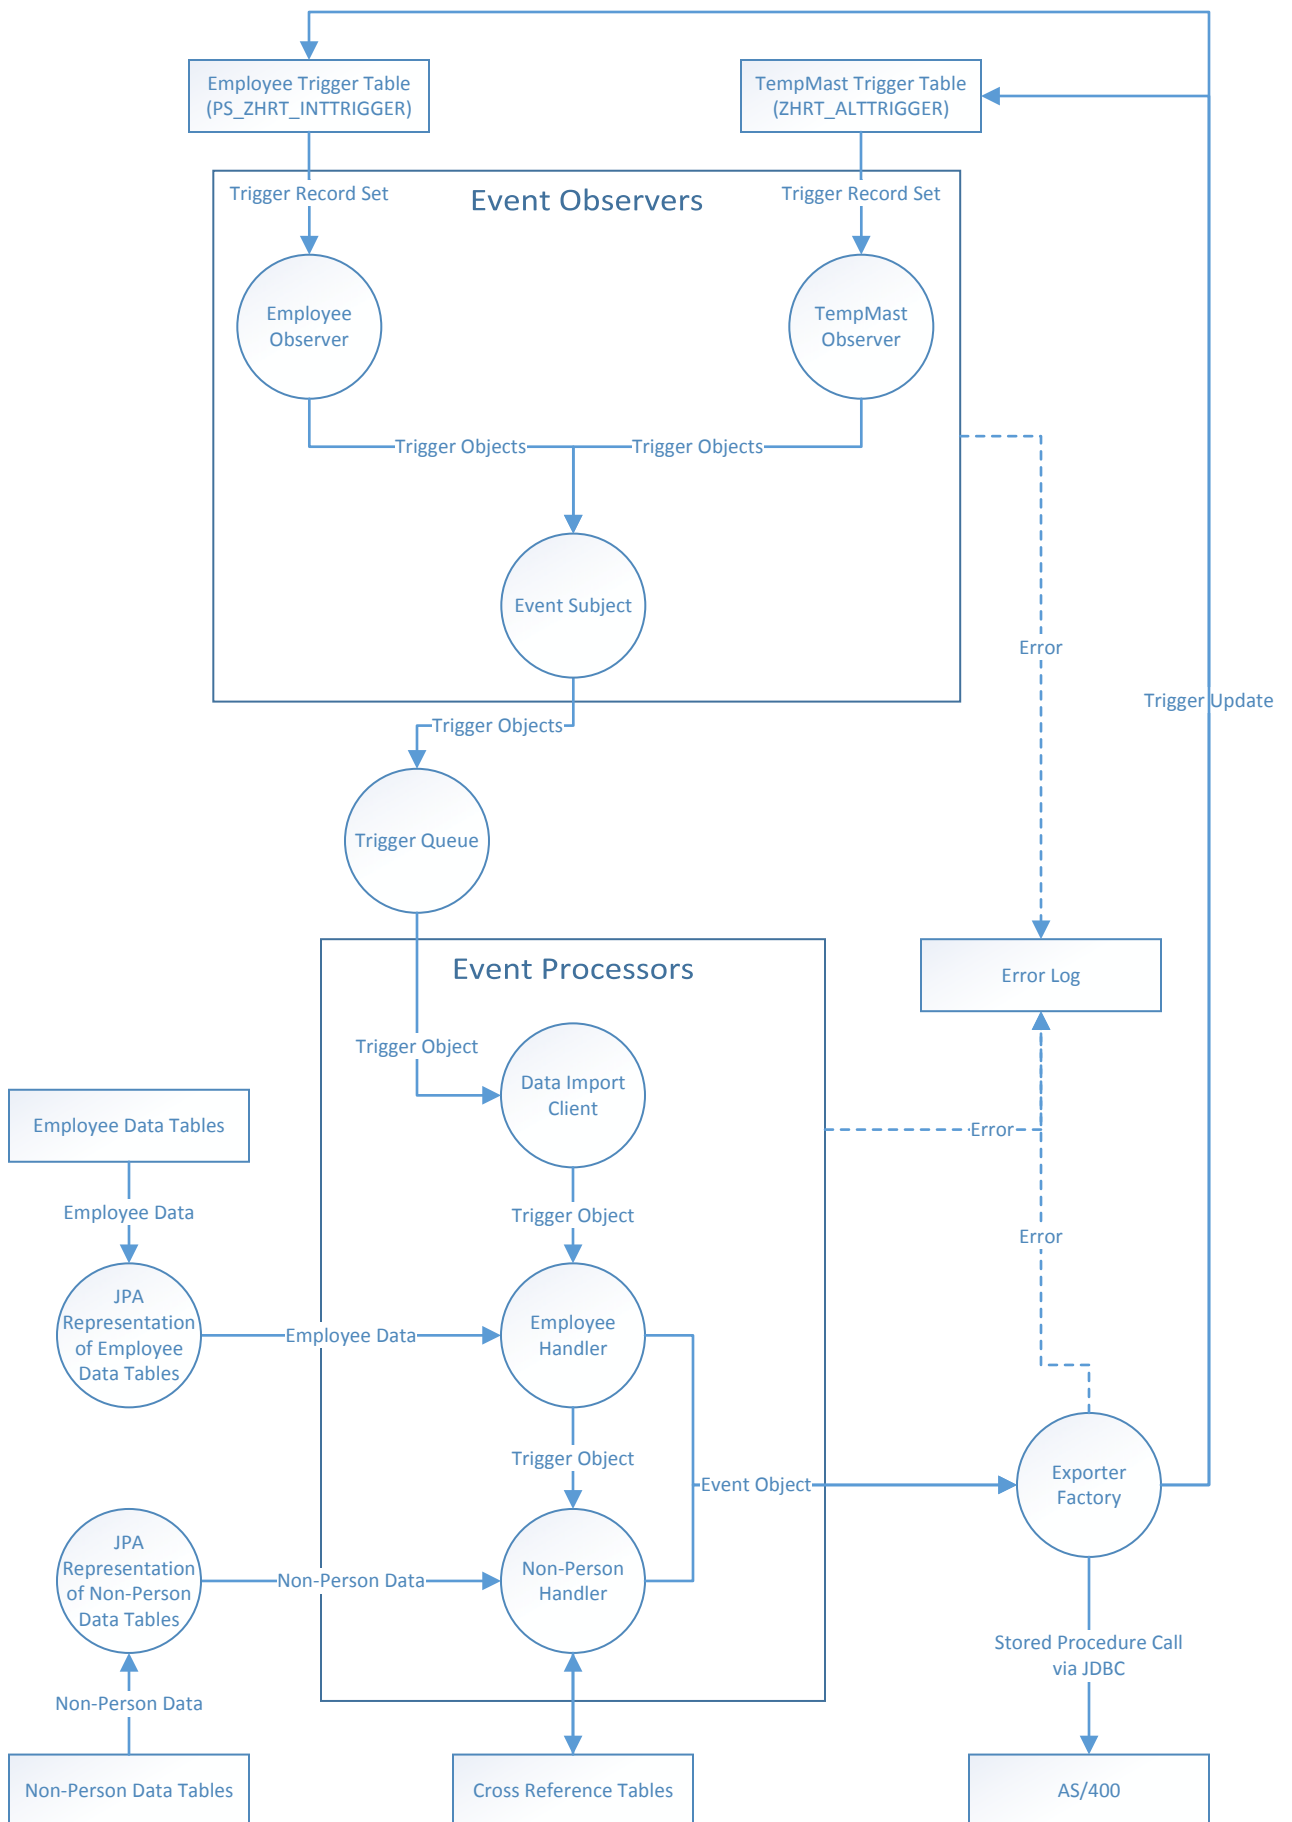 Employee Trigger Table
(PS_ZHRT_INTTRIGGER)
TempMast Trigger Table
(ZHRT_ALTTRIGGER)
Trigger Record Set
Event Observers
Trigger Record Set
Employee
Observer
TempMast
Observer
Trigger Objects
Trigger Objects
Event Subject
Error
Trigger Update
Trigger Objects
Trigger Queue
Event Processors
Error Log
Trigger Object
Data Import
Client
Employee Data Tables
Error
Employee Data
Trigger Object
Error
JPA
Representation
of Employee
Data Tables
Employee Data
Employee
Handler
Trigger Object
Event Object
Exporter
Factory
JPA
Representation
of Non-Person
Data Tables
Non-Person Data
Non-Person
Handler
Stored Procedure Call
via JDBC
Non-Person Data
Non-Person Data Tables
Cross Reference Tables
AS/400